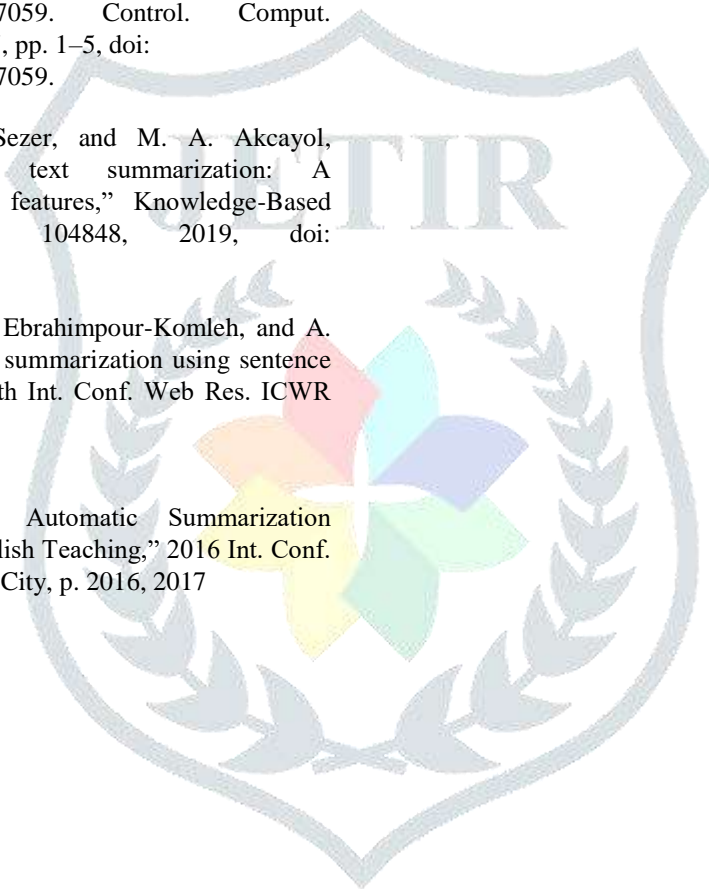 7059. Control. Comput.
, pp. 1–5, doi:
7059.
Sezer, and M. A. Akcayol,
text summarization: A
features,” Knowledge-Based
104848, 2019, doi:
Ebrahimpour-Komleh, and A.
summarization using sentence
th Int. Conf. Web Res. ICWR
Automatic Summarization
lish Teaching,” 2016 Int. Conf.
City, p. 2016, 2017
JETIR